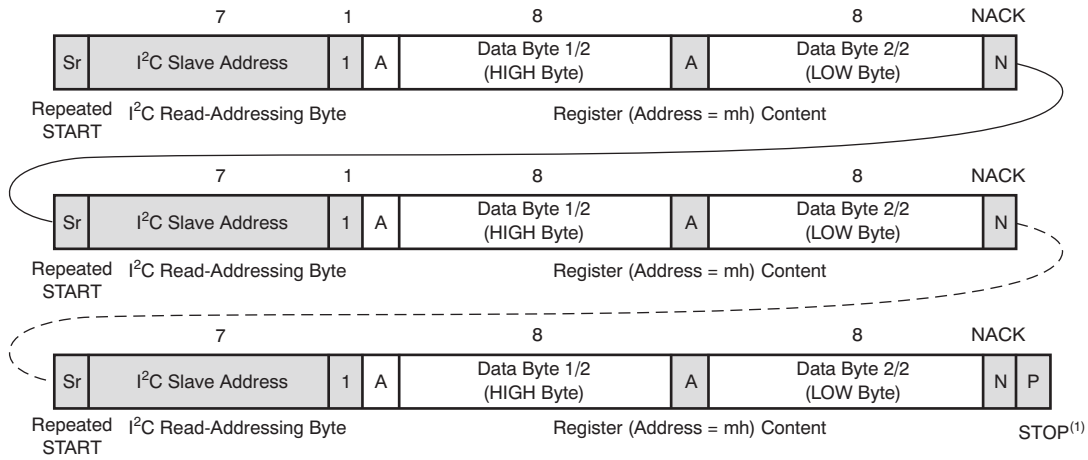 7 1 8 8 NACK
Sr I²C Slave Address 1 A Data Byte 1/2 (HIGH Byte) A Data Byte 2/2 (LOW Byte) N
Repeated START I²C Read-Addressing Byte Register (Address = mh) Content
7 1 8 8 NACK
Sr I²C Slave Address 1 A Data Byte 1/2 (HIGH Byte) A Data Byte 2/2 (LOW Byte) N
Repeated START I²C Read-Addressing Byte Register (Address = mh) Content
7 1 8 8 NACK
Sr I²C Slave Address 1 A Data Byte 1/2 (HIGH Byte) A Data Byte 2/2 (LOW Byte) N P
Repeated START I²C Read-Addressing Byte Register (Address = mh) Content STOP⁽¹⁾